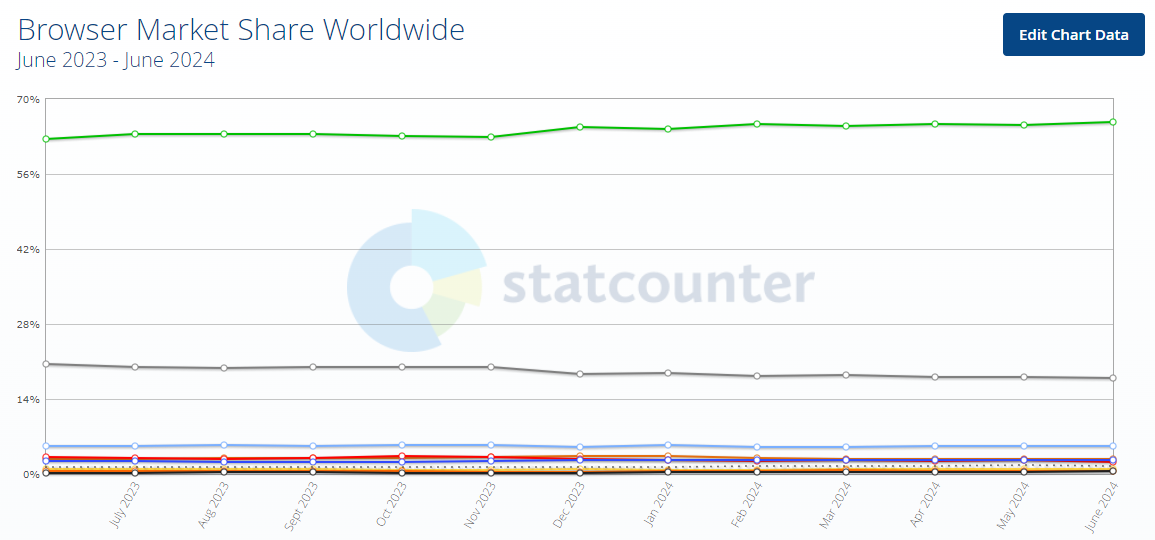 Browser Market Share Worldwide
June 2023 - June 2024
Edit Chart Data
70%
56%
42%
28%
14%
0%
statcounter
July 2023
Aug 2023
Sept 2023
Oct 2023
Nov 2023
Dec 2023
Jan 2024
Feb 2024
Mar 2024
Apr 2024
May 2024
June 2024